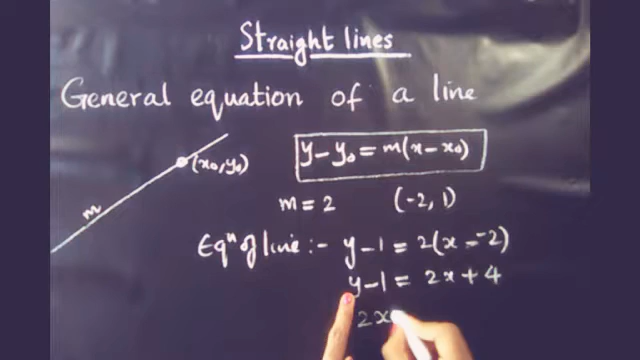 Straight lines
General equation of a line
(x₀, y₀)
y - y₀ = m(x - x₀)
m
m = 2 (-2, 1)
Eqⁿ of line :- y - 1 = 2(x - -2)
y - 1 = 2x + 4
2x